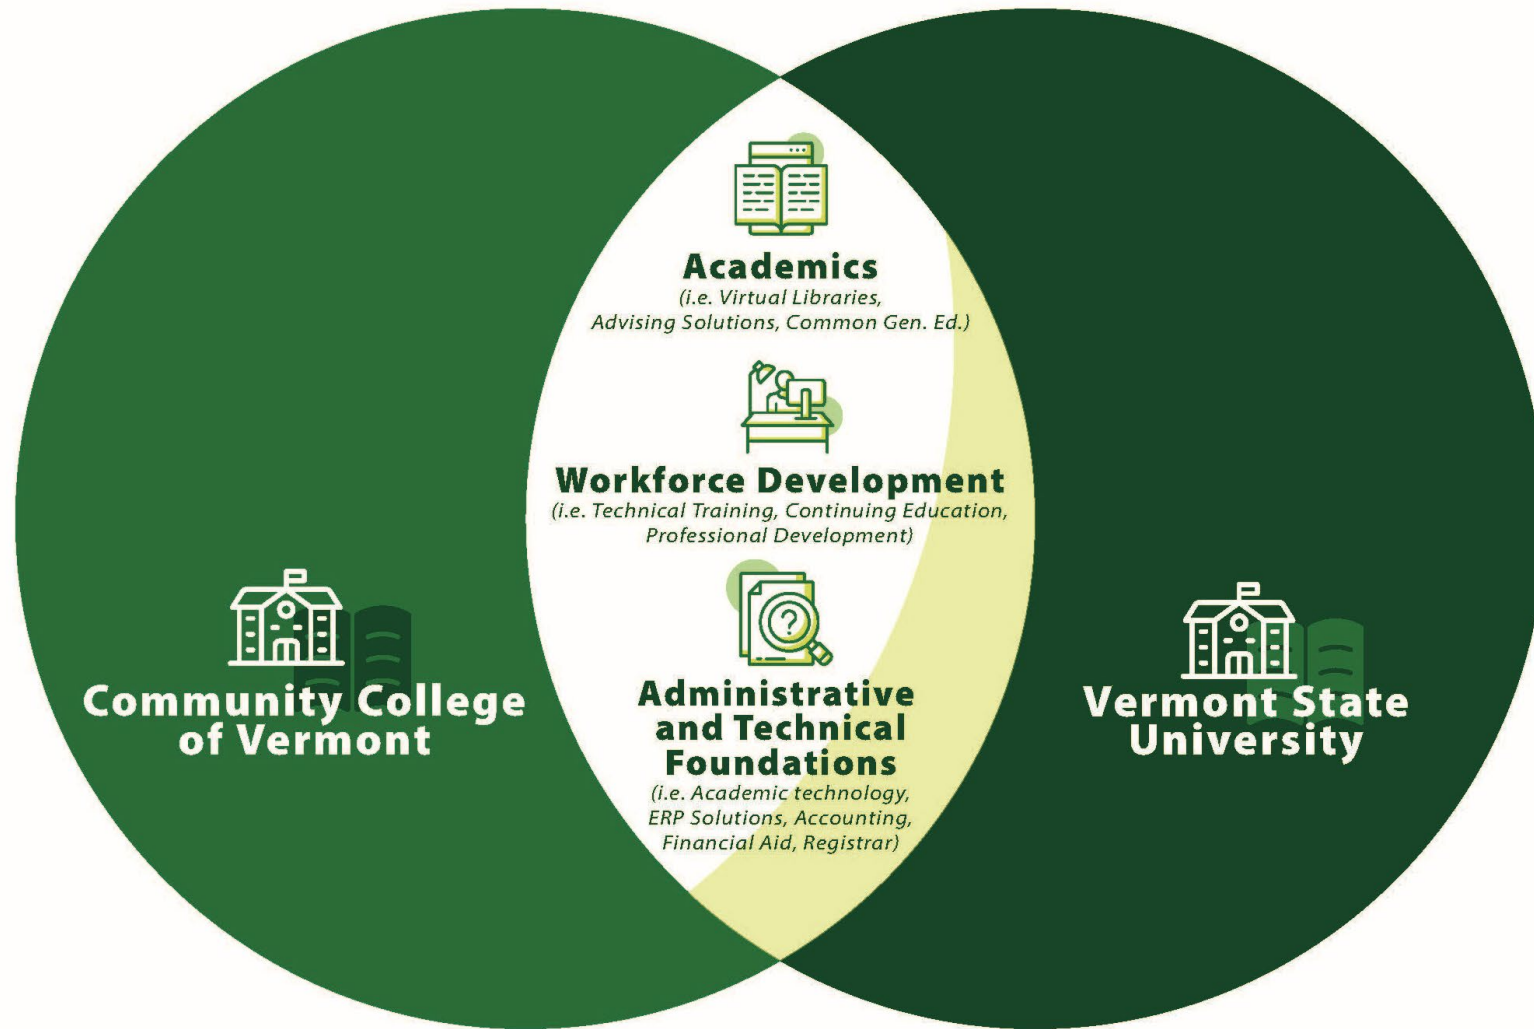 Academics
(i.e. Virtual Libraries,
Advising Solutions, Common Gen. Ed.)
Workforce Development
(i.e. Technical Training, Continuing Education,
Professional Development)
Administrative
and Technical
Foundations
(i.e. Academic technology,
ERP Solutions, Accounting,
Financial Aid, Registrar)
Community College
of Vermont
Vermont State
University